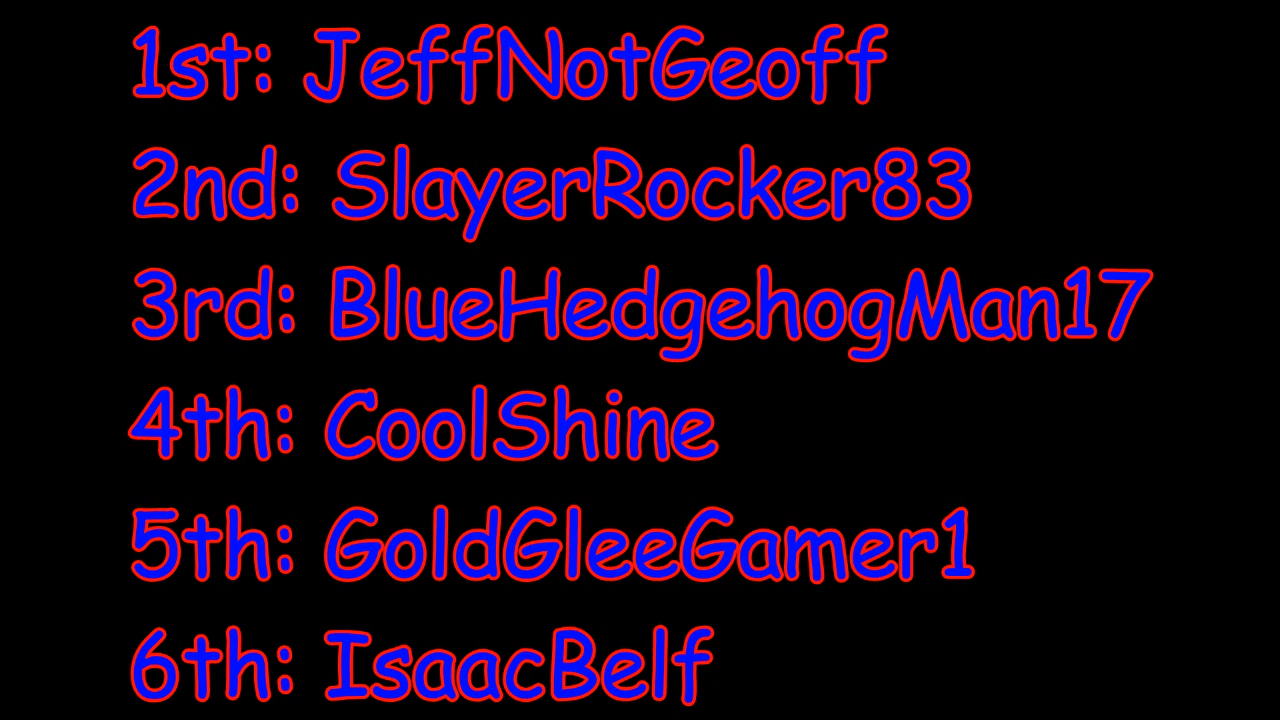 1st: JeffNotGeoff
2nd: SlayerRocker83
3rd: BlueHedgehogMan17
4th: CoolShine
5th: GoldGleeGamer1
6th: IsaacBelf